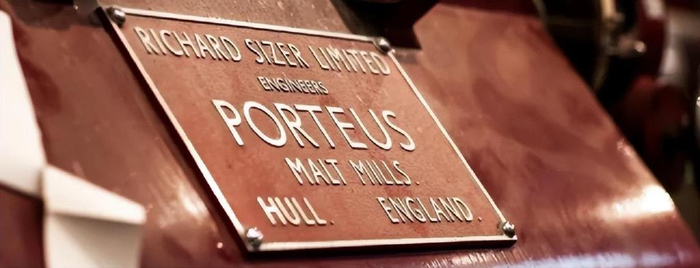 RICHARD SIZER LIMITED
ENGINEERS
PORTEUS
MALT MILLS.
HULL. ENGLAND.